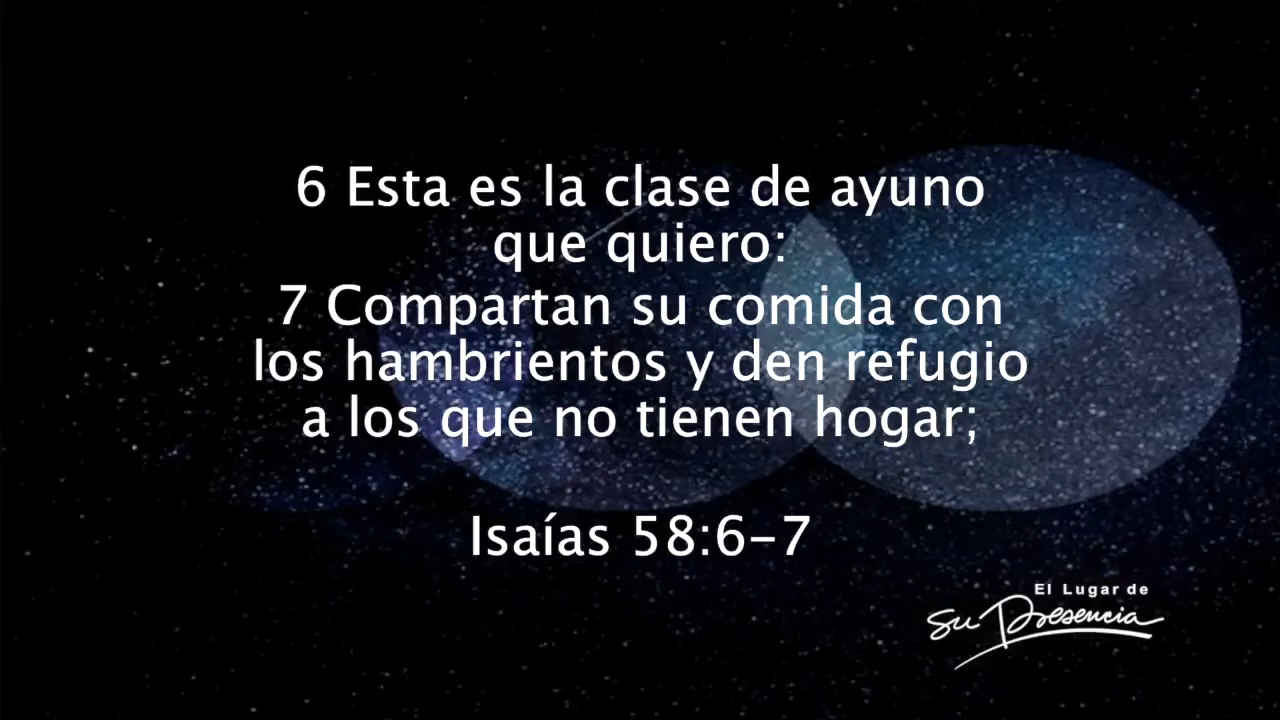 6 Esta es la clase de ayuno
que quiero:
7 Compartan su comida con
los hambrientos y den refugio
a los que no tienen hogar;
Isaías 58:6-7
El Lugar de
Su Presencia